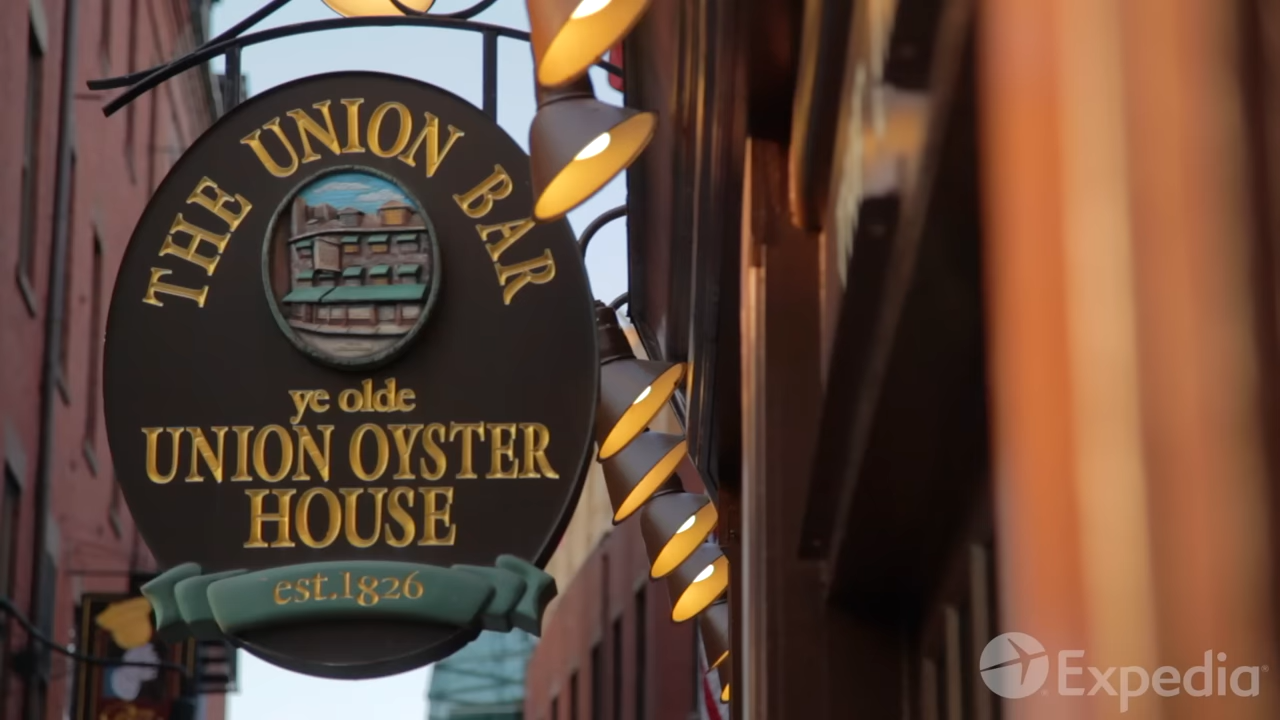 THE UNION BAR
ye olde
UNION OYSTER
HOUSE
est.1826
Expedia®